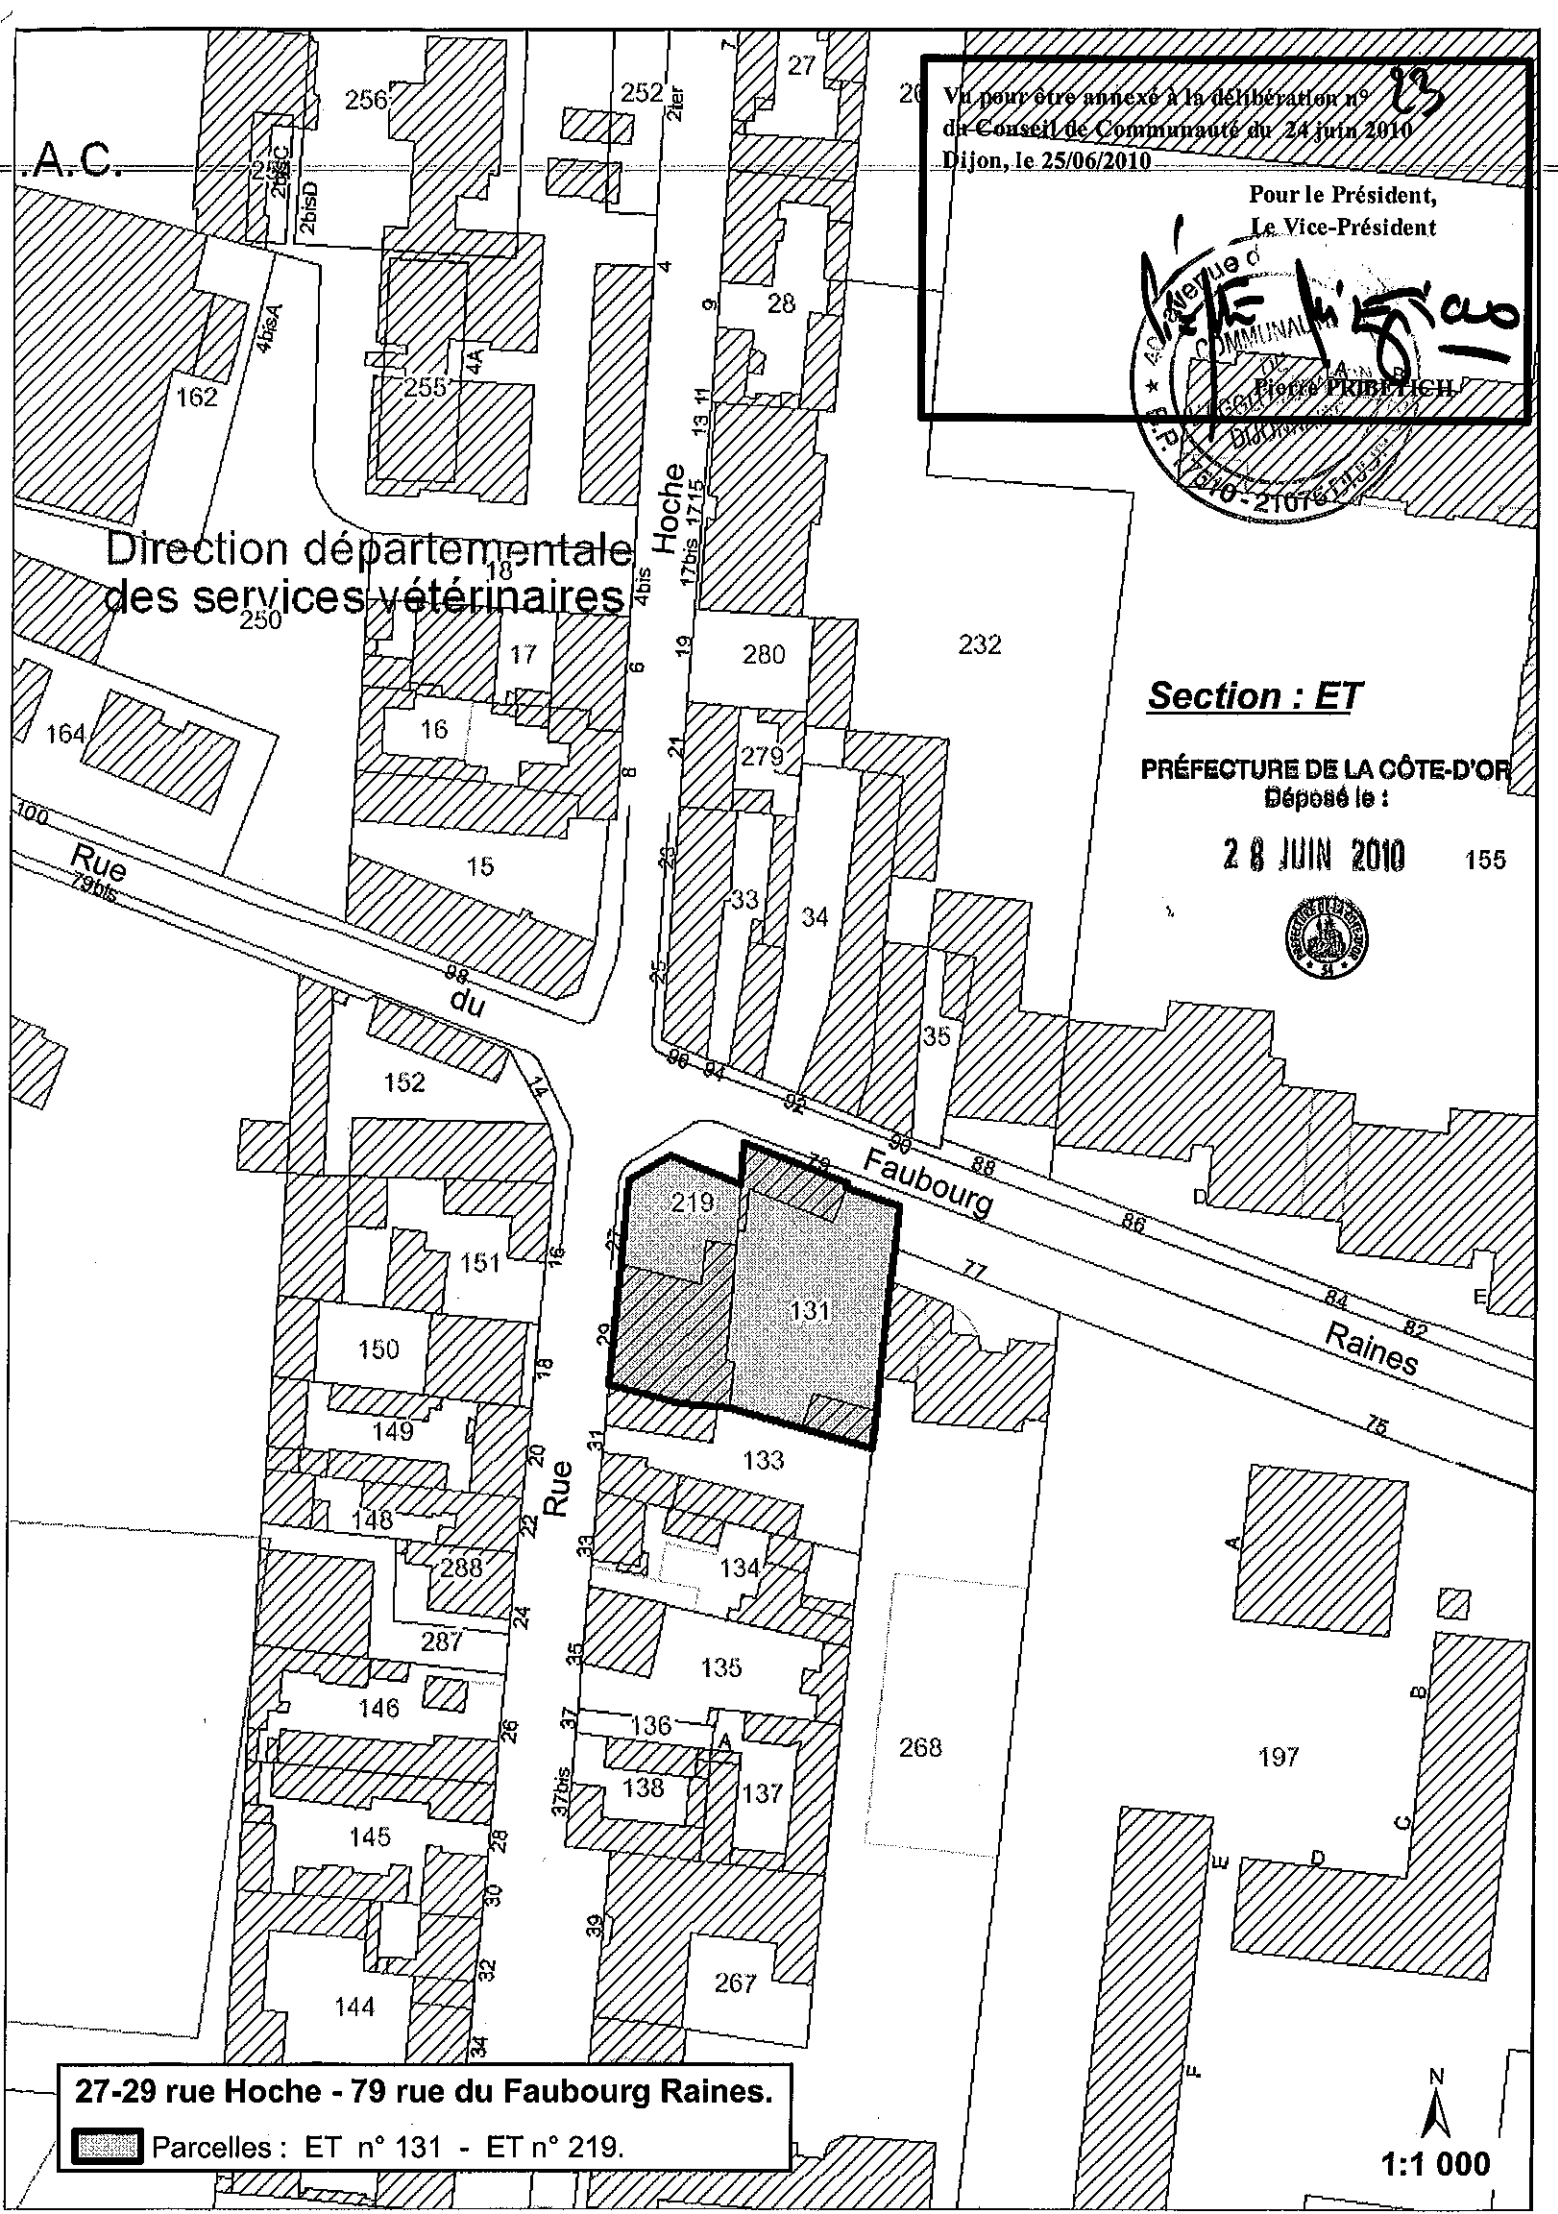 Vu pour être annexé à la délibération n° 23
du Conseil de Communauté du 24 juin 2010
Dijon, le 25/06/2010
Pour le Président,
Le Vice-Président
Pierre PRIBETICH
.A.C.
256
252
2ter
7
27
2bisC
2bisD
4bisA
162
255
4A
4
9
28
11
13
15
17
17bis
Hoche
Direction départementale
des services vétérinaires
18
250
4bis
17
6
19
280
232
16
8
21
279
164
Section : ET
PRÉFECTURE DE LA CÔTE-D'OR
Déposé le :
28 JUIN 2010
155
100
Rue
79bis
15
23
33
34
98
du
25
35
152
14
96
94
92
90
88
79
Faubourg
D
86
219
27
151
16
77
131
84
82
E
Raines
150
29
18
149
75
20
31
133
Rue
148
22
33
288
134
A
24
287
35
135
146
26
37
136
A
268
197
B
138
137
37bis
145
28
C
E
D
30
39
32
267
144
34
F
27-29 rue Hoche - 79 rue du Faubourg Raines.
Parcelles : ET n° 131 - ET n° 219.
N
1:1 000